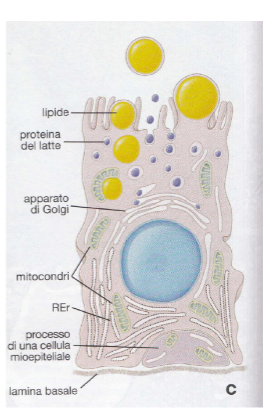 lipide
proteina
del latte
apparato
di Golgi
mitocondri
REr
processo
di una cellula
mioepiteliale
lamina basale
C